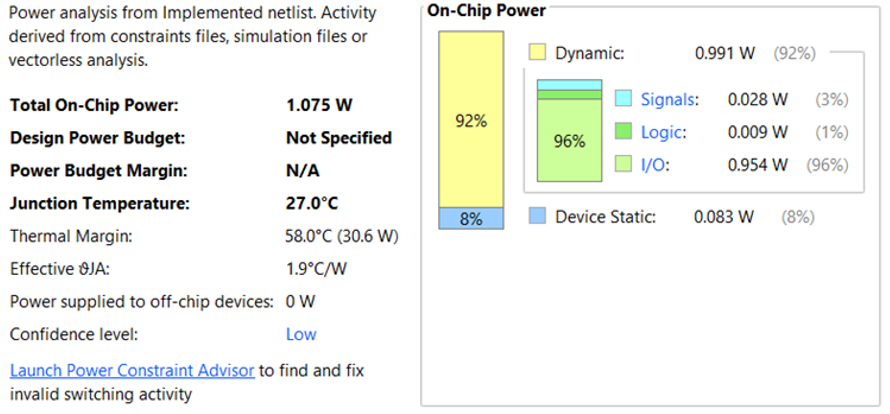 Power analysis from Implemented netlist. Activity
derived from constraints files, simulation files or
vectorless analysis.
Total On-Chip Power: 1.075 W
Design Power Budget: Not Specified
Power Budget Margin: N/A
Junction Temperature: 27.0°C
Thermal Margin: 58.0°C (30.6 W)
Effective ϑJA: 1.9°C/W
Power supplied to off-chip devices: 0 W
Confidence level: Low
Launch Power Constraint Advisor to find and fix
invalid switching activity
On-Chip Power
92%
8%
Dynamic: 0.991 W (92%)
96%
Signals: 0.028 W (3%)
Logic: 0.009 W (1%)
I/O: 0.954 W (96%)
Device Static: 0.083 W (8%)